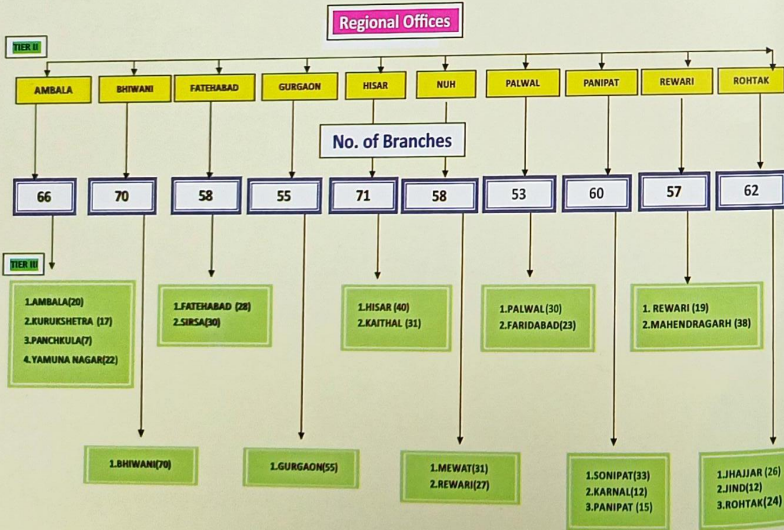 Regional Offices
TIER II
AMBALA
BHIWANI
FATEHABAD
GURGAON
HISAR
NUH
PALWAL
PANIPAT
REWARI
ROHTAK
No. of Branches
66
70
58
55
71
58
53
60
57
62
TIER III
1.AMBALA(20)
2.KURUKSHETRA (17)
3.PANCHKULA(7)
4.YAMUNA NAGAR(22)
1.FATEHABAD (28)
2.SIRSA(30)
1.HISAR (40)
2.KAITHAL (31)
1.PALWAL(30)
2.FARIDABAD(23)
1. REWARI (19)
2.MAHENDRAGARH (38)
1.BHIWANI(70)
1.GURGAON(55)
1.MEWAT(31)
2.REWARI(27)
1.SONIPAT(33)
2.KARNAL(12)
3.PANIPAT (15)
1.JHAJJAR (26)
2.JIND(12)
3.ROHTAK(24)